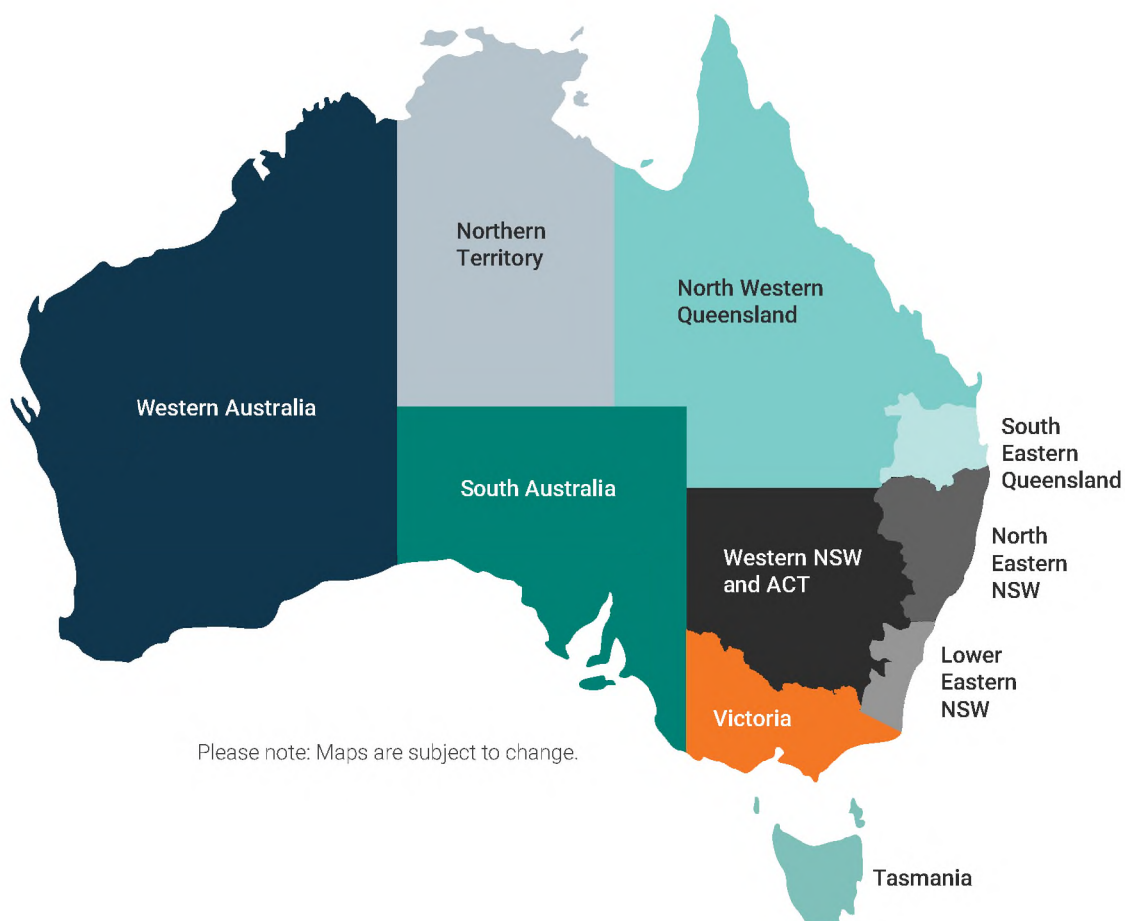 Northern
Territory
North Western
Queensland
Western Australia
South
Eastern
Queensland
South Australia
North
Eastern
NSW
Western NSW
and ACT
Lower
Eastern
NSW
Victoria
Please note: Maps are subject to change.
Tasmania